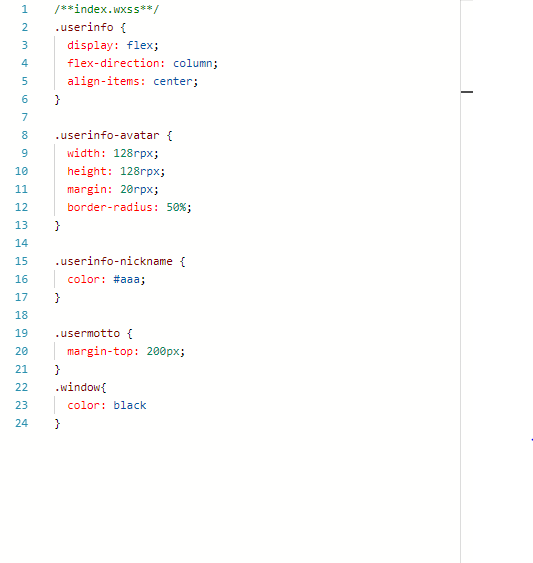 1 /**index.wxss**/
2 .userinfo {
3   display: flex;
4   flex-direction: column;
5   align-items: center;
6 }
7
8 .userinfo-avatar {
9   width: 128rpx;
10   height: 128rpx;
11   margin: 20rpx;
12   border-radius: 50%;
13 }
14
15 .userinfo-nickname {
16   color: #aaa;
17 }
18
19 .usermotto {
20   margin-top: 200px;
21 }
22 .window{
23   color: black
24 }